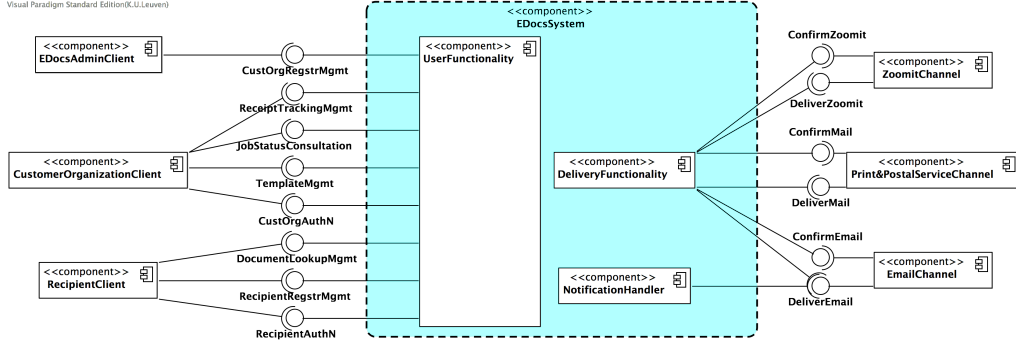 Visual Paradigm Standard Edition(K.U.Leuven)
<<component>>
EDocsSystem
<<component>>
EDocsAdminClient
CustOrgRegstrMgmt
<<component>>
UserFunctionality
ConfirmZoomit
<<component>>
ZoomitChannel
DeliverZoomit
ReceiptTrackingMgmt
JobStatusConsultation
<<component>>
CustomerOrganizationClient
TemplateMgmt
CustOrgAuthN
<<component>>
DeliveryFunctionality
ConfirmMail
<<component>>
Print&PostalServiceChannel
DeliverMail
DocumentLookupMgmt
<<component>>
RecipientClient
RecipientRegstrMgmt
RecipientAuthN
<<component>>
NotificationHandler
ConfirmEmail
<<component>>
EmailChannel
DeliverEmail